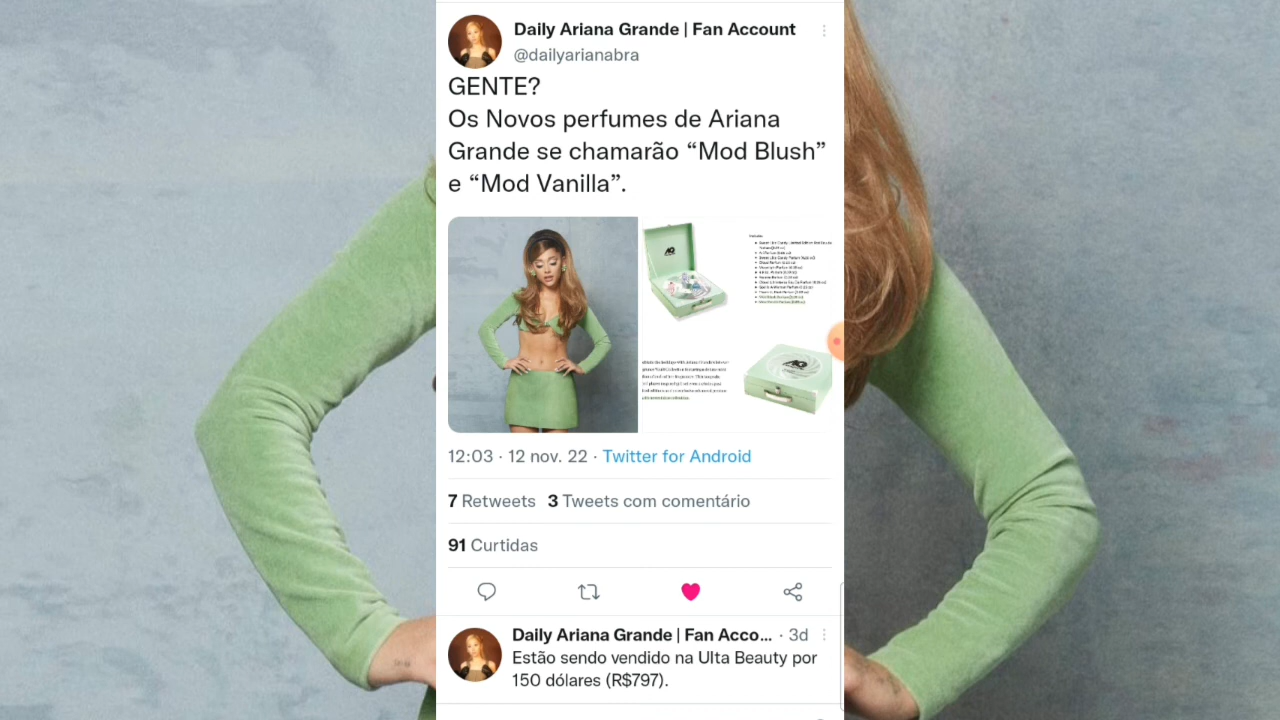 Daily Ariana Grande | Fan Account
@dailyarianabra
GENTE?
Os Novos perfumes de Ariana
Grande se chamarão “Mod Blush”
e “Mod Vanilla”.
12:03 · 12 nov. 22 · Twitter for Android
7 Retweets 3 Tweets com comentário
91 Curtidas
Daily Ariana Grande | Fan Acco... · 3d
Estão sendo vendido na Ulta Beauty por
150 dólares (R$797).